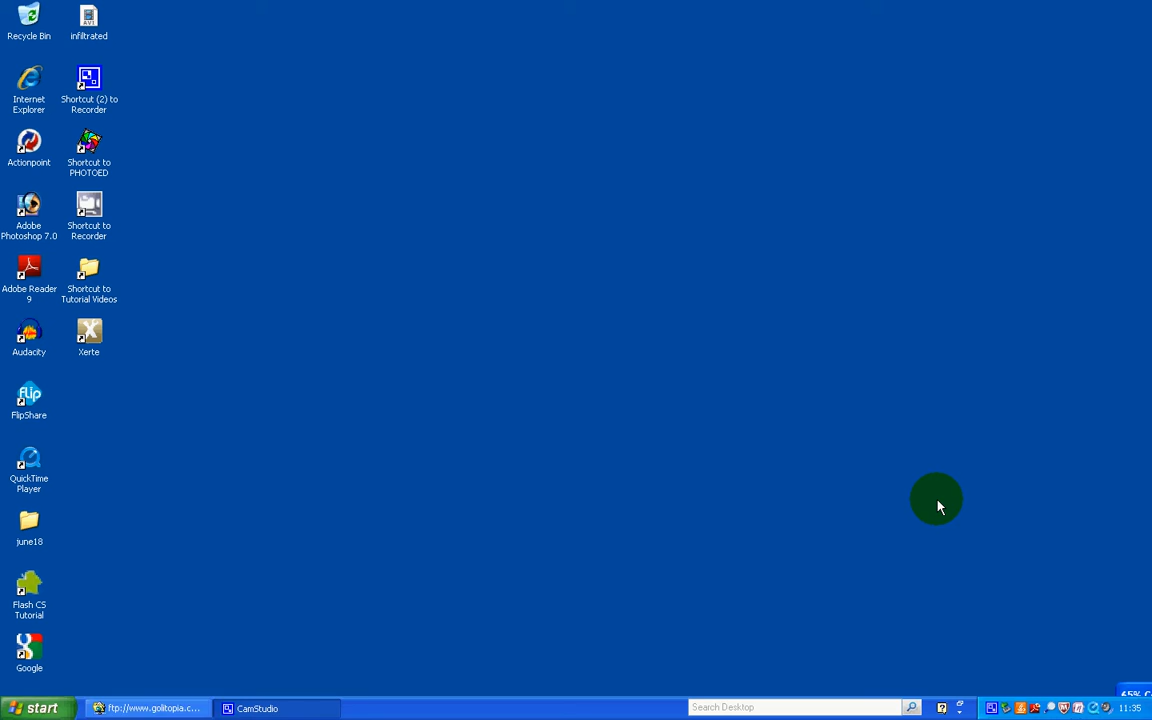 Recycle Bin
infiltrated
Internet
Explorer
Shortcut (2) to
Recorder
Actionpoint
Shortcut to
PHOTOED
Adobe
Photoshop 7.0
Shortcut to
Recorder
Adobe Reader
9
Shortcut to
Tutorial Videos
Audacity
Xerte
FlipShare
QuickTime
Player
june18
Flash CS
Tutorial
Google
start
ftp://www.golitopia.c...
CamStudio
Search Desktop
11:35